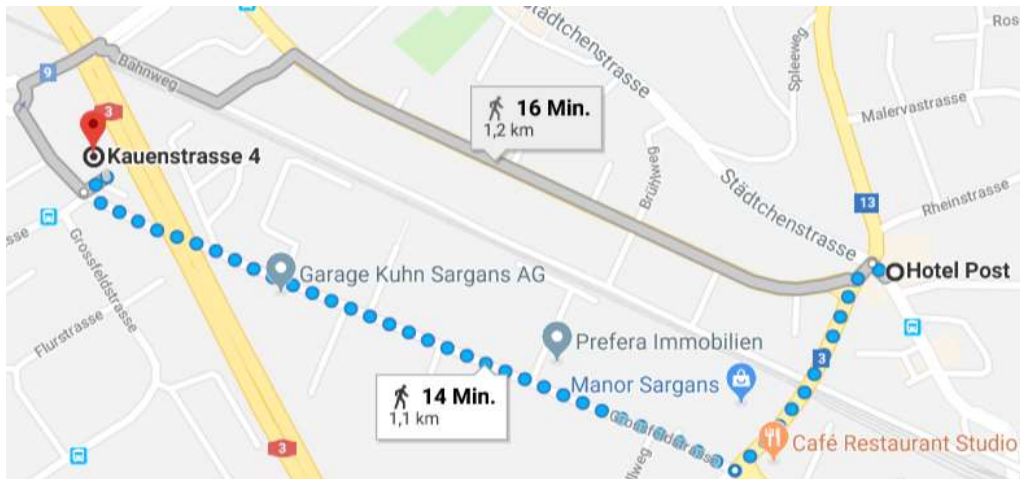 Städtchenstrasse
Ros
9
Bahnweg
Spleeweg
16 Min.
1,2 km
3
Malervastrasse
Kauenstrasse 4
Brühlweg
Städtchenstrasse
13
Rheinstrasse
sse
Grossfeldstrasse
Garage Kuhn Sargans AG
Hotel Post
Flurstrasse
Prefera Immobilien
3
Manor Sargans
14 Min.
1,1 km
Grossfeldstrasse
3
llweg
Café Restaurant Studio